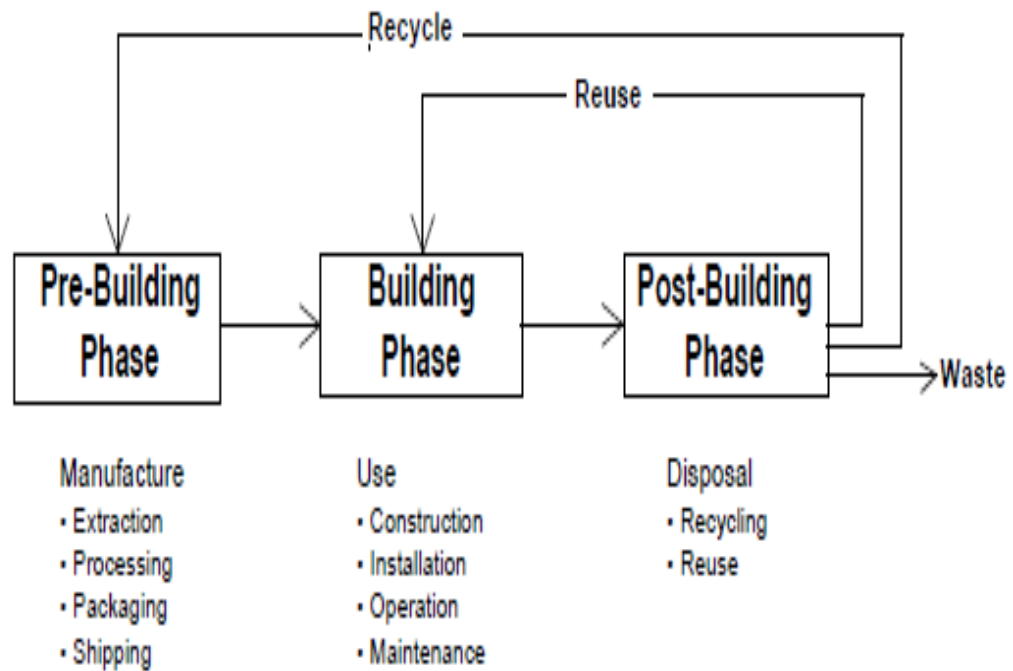 Recycle
Reuse
Pre-Building
Phase
Building
Phase
Post-Building
Phase
Waste
Manufacture
• Extraction
• Processing
• Packaging
• Shipping
Use
• Construction
• Installation
• Operation
• Maintenance
Disposal
• Recycling
• Reuse